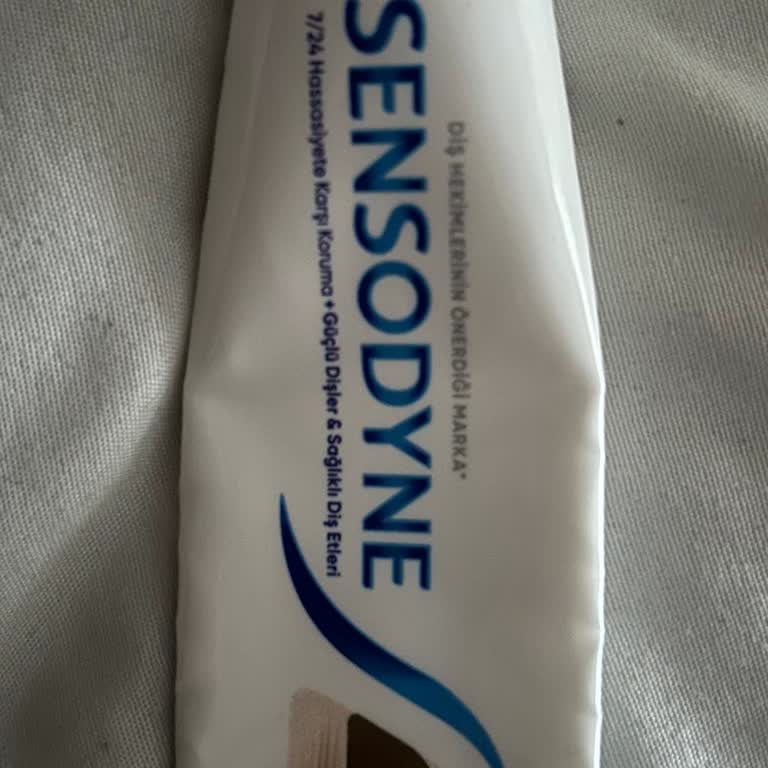 DİŞ HEKİMLERİNİN ÖNERDİĞİ MARKA*
SENSODYNE
7/24 Hassasiyete Karşı Koruma + Güçlü Dişler & Sağlıklı Diş Etleri